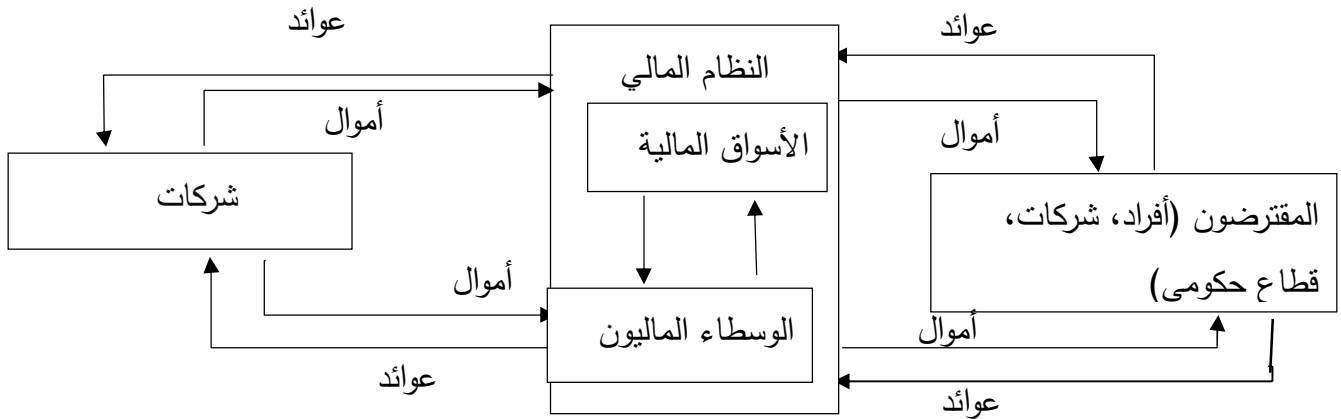 عوائد
عوائد
النظام المالي
أموال
أموال
الأسواق المالية
شركات
المقترضون (أفراد، شركات،
قطاع حكومى)
أموال
الوسطاء الماليون
أموال
عوائد
عوائد